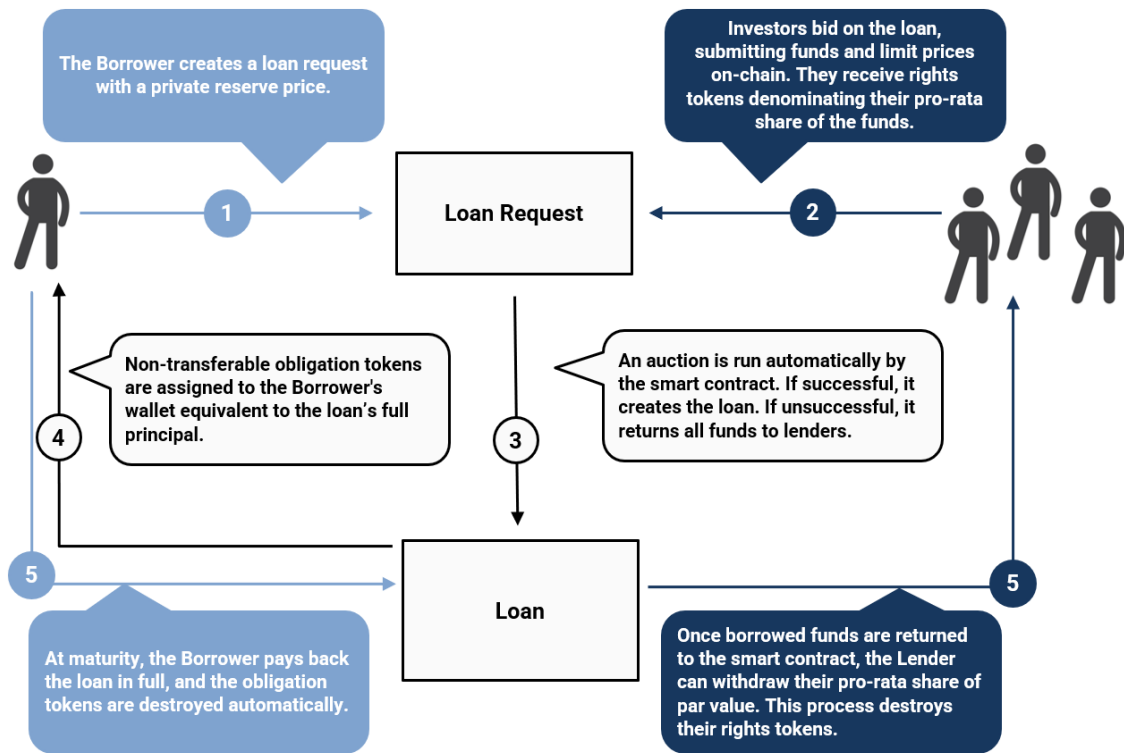 The Borrower creates a loan request
with a private reserve price.
Investors bid on the loan,
submitting funds and limit prices
on-chain. They receive rights
tokens denominating their pro-rata
share of the funds.
1
Loan Request
2
Non-transferable obligation tokens
are assigned to the Borrower's
wallet equivalent to the loan’s full
principal.
4
An auction is run automatically by
the smart contract. If successful, it
creates the loan. If unsuccessful, it
returns all funds to lenders.
3
5
Loan
5
At maturity, the Borrower pays back
the loan in full, and the obligation
tokens are destroyed automatically.
Once borrowed funds are returned
to the smart contract, the Lender
can withdraw their pro-rata share of
par value. This process destroys
their rights tokens.